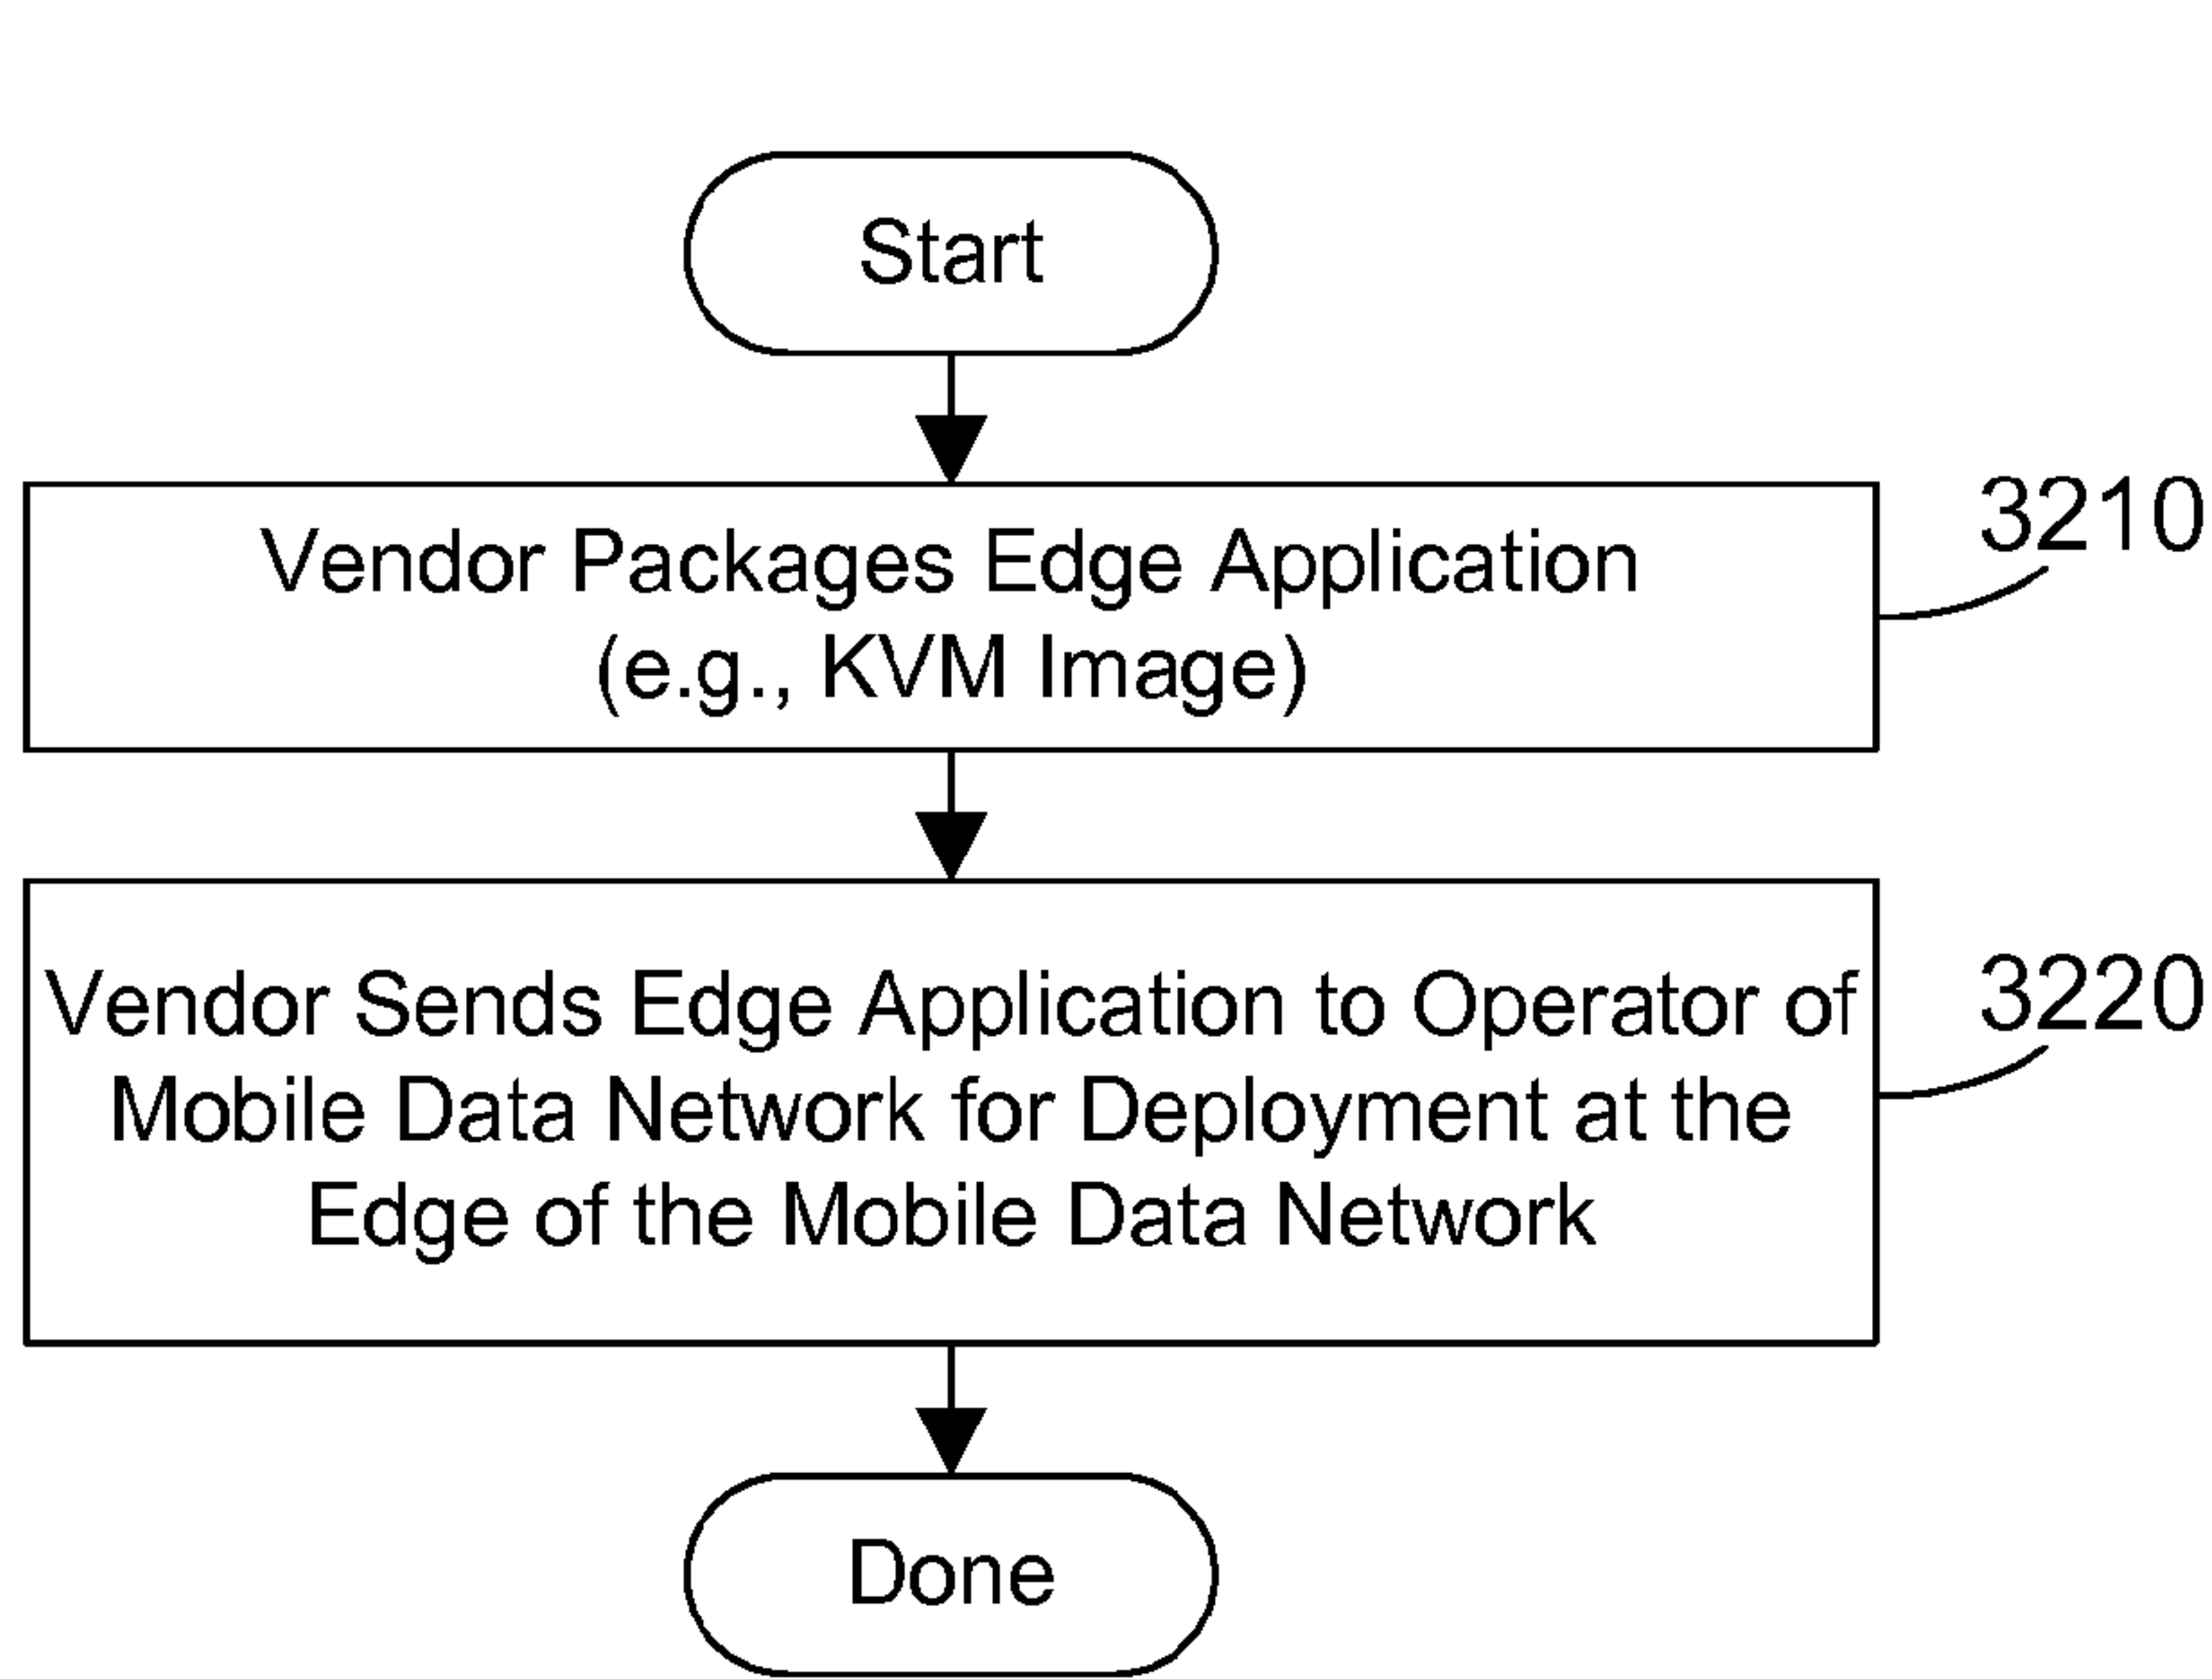 Start
Vendor Packages Edge Application
(e.g., KVM Image)
3210
Vendor Sends Edge Application to Operator of
Mobile Data Network for Deployment at the
Edge of the Mobile Data Network
3220
Done